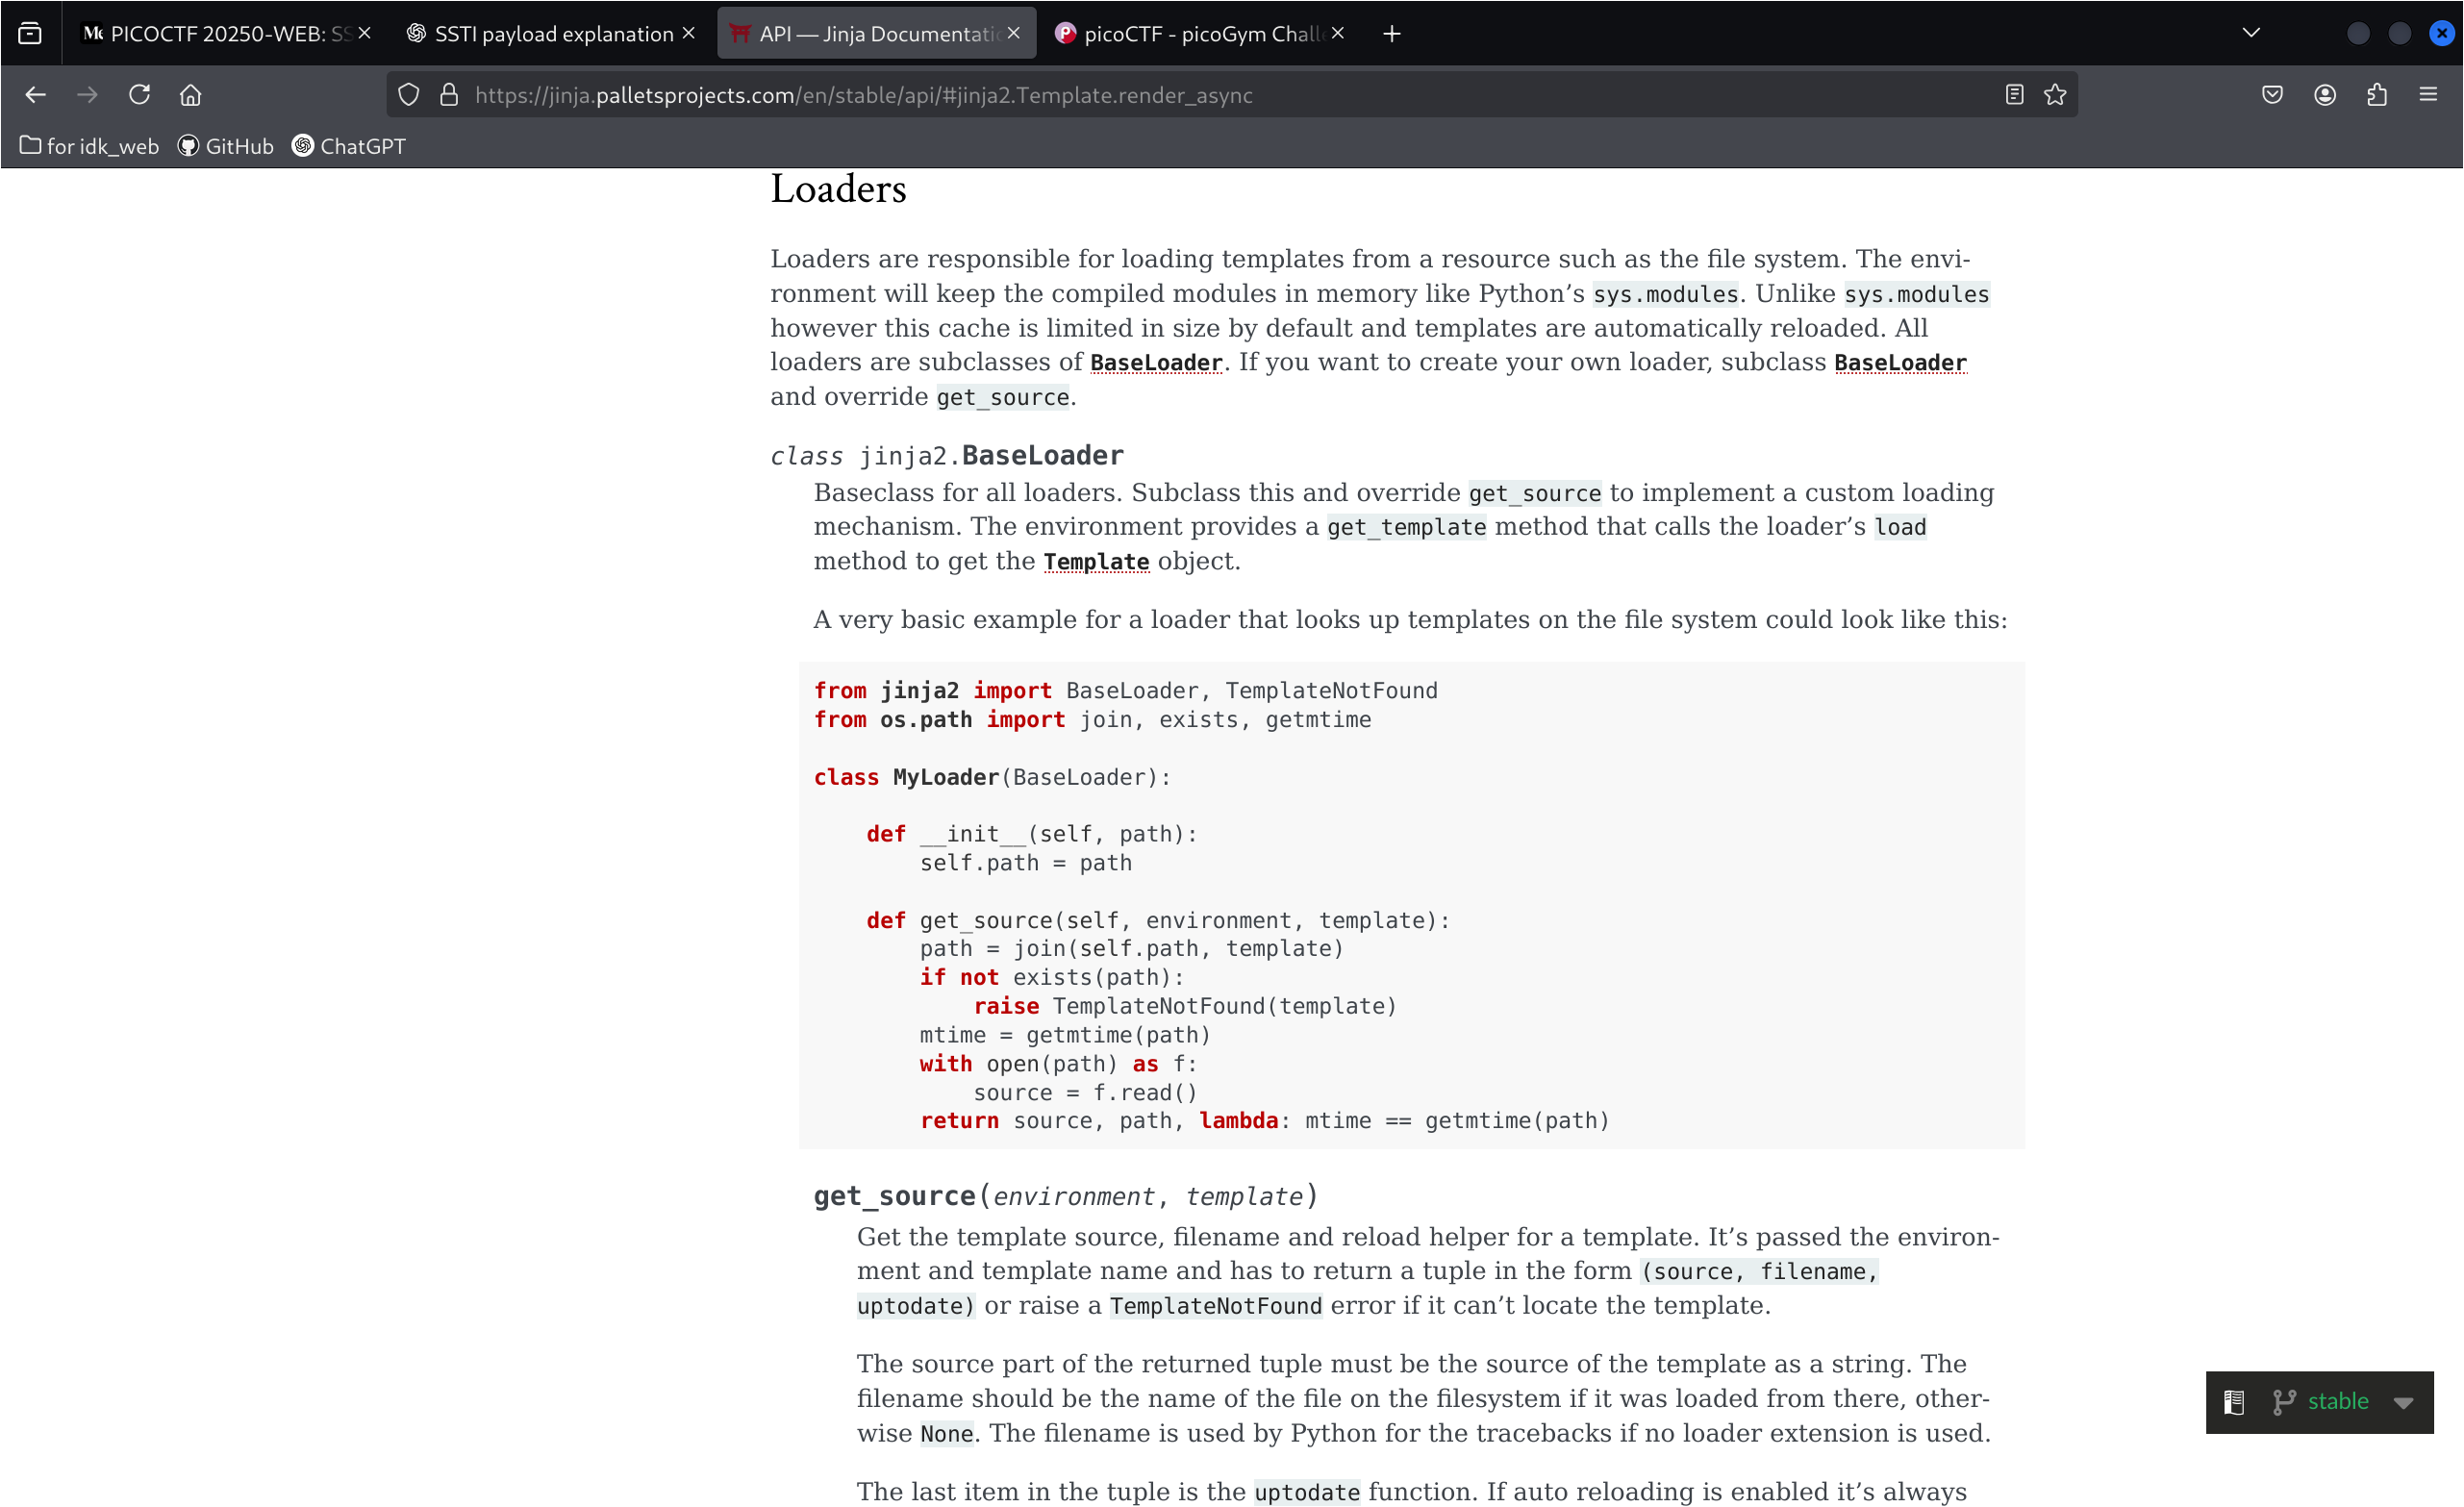 PICOCTF 20250-WEB: SS
SSTI payload explanation
API — Jinja Documentatic
picoCTF - picoGym Chall
https://jinja.palletsprojects.com/en/stable/api/#jinja2.Template.render_async
for idk_web
GitHub
ChatGPT
Loaders
Loaders are responsible for loading templates from a resource such as the file system. The envi-
ronment will keep the compiled modules in memory like Python’s sys.modules. Unlike sys.modules
however this cache is limited in size by default and templates are automatically reloaded. All
loaders are subclasses of BaseLoader. If you want to create your own loader, subclass BaseLoader
and override get_source.
class jinja2.BaseLoader
Baseclass for all loaders. Subclass this and override get_source to implement a custom loading
mechanism. The environment provides a get_template method that calls the loader’s load
method to get the Template object.
A very basic example for a loader that looks up templates on the file system could look like this:
from jinja2 import BaseLoader, TemplateNotFound
from os.path import join, exists, getmtime
class MyLoader(BaseLoader):
def __init__(self, path):
self.path = path
def get_source(self, environment, template):
path = join(self.path, template)
if not exists(path):
raise TemplateNotFound(template)
mtime = getmtime(path)
with open(path) as f:
source = f.read()
return source, path, lambda: mtime == getmtime(path)
get_source(environment, template)
Get the template source, filename and reload helper for a template. It’s passed the environ-
ment and template name and has to return a tuple in the form (source, filename,
uptodate) or raise a TemplateNotFound error if it can’t locate the template.
The source part of the returned tuple must be the source of the template as a string. The
filename should be the name of the file on the filesystem if it was loaded from there, other-
wise None. The filename is used by Python for the tracebacks if no loader extension is used.
stable
The last item in the tuple is the uptodate function. If auto reloading is enabled it’s always